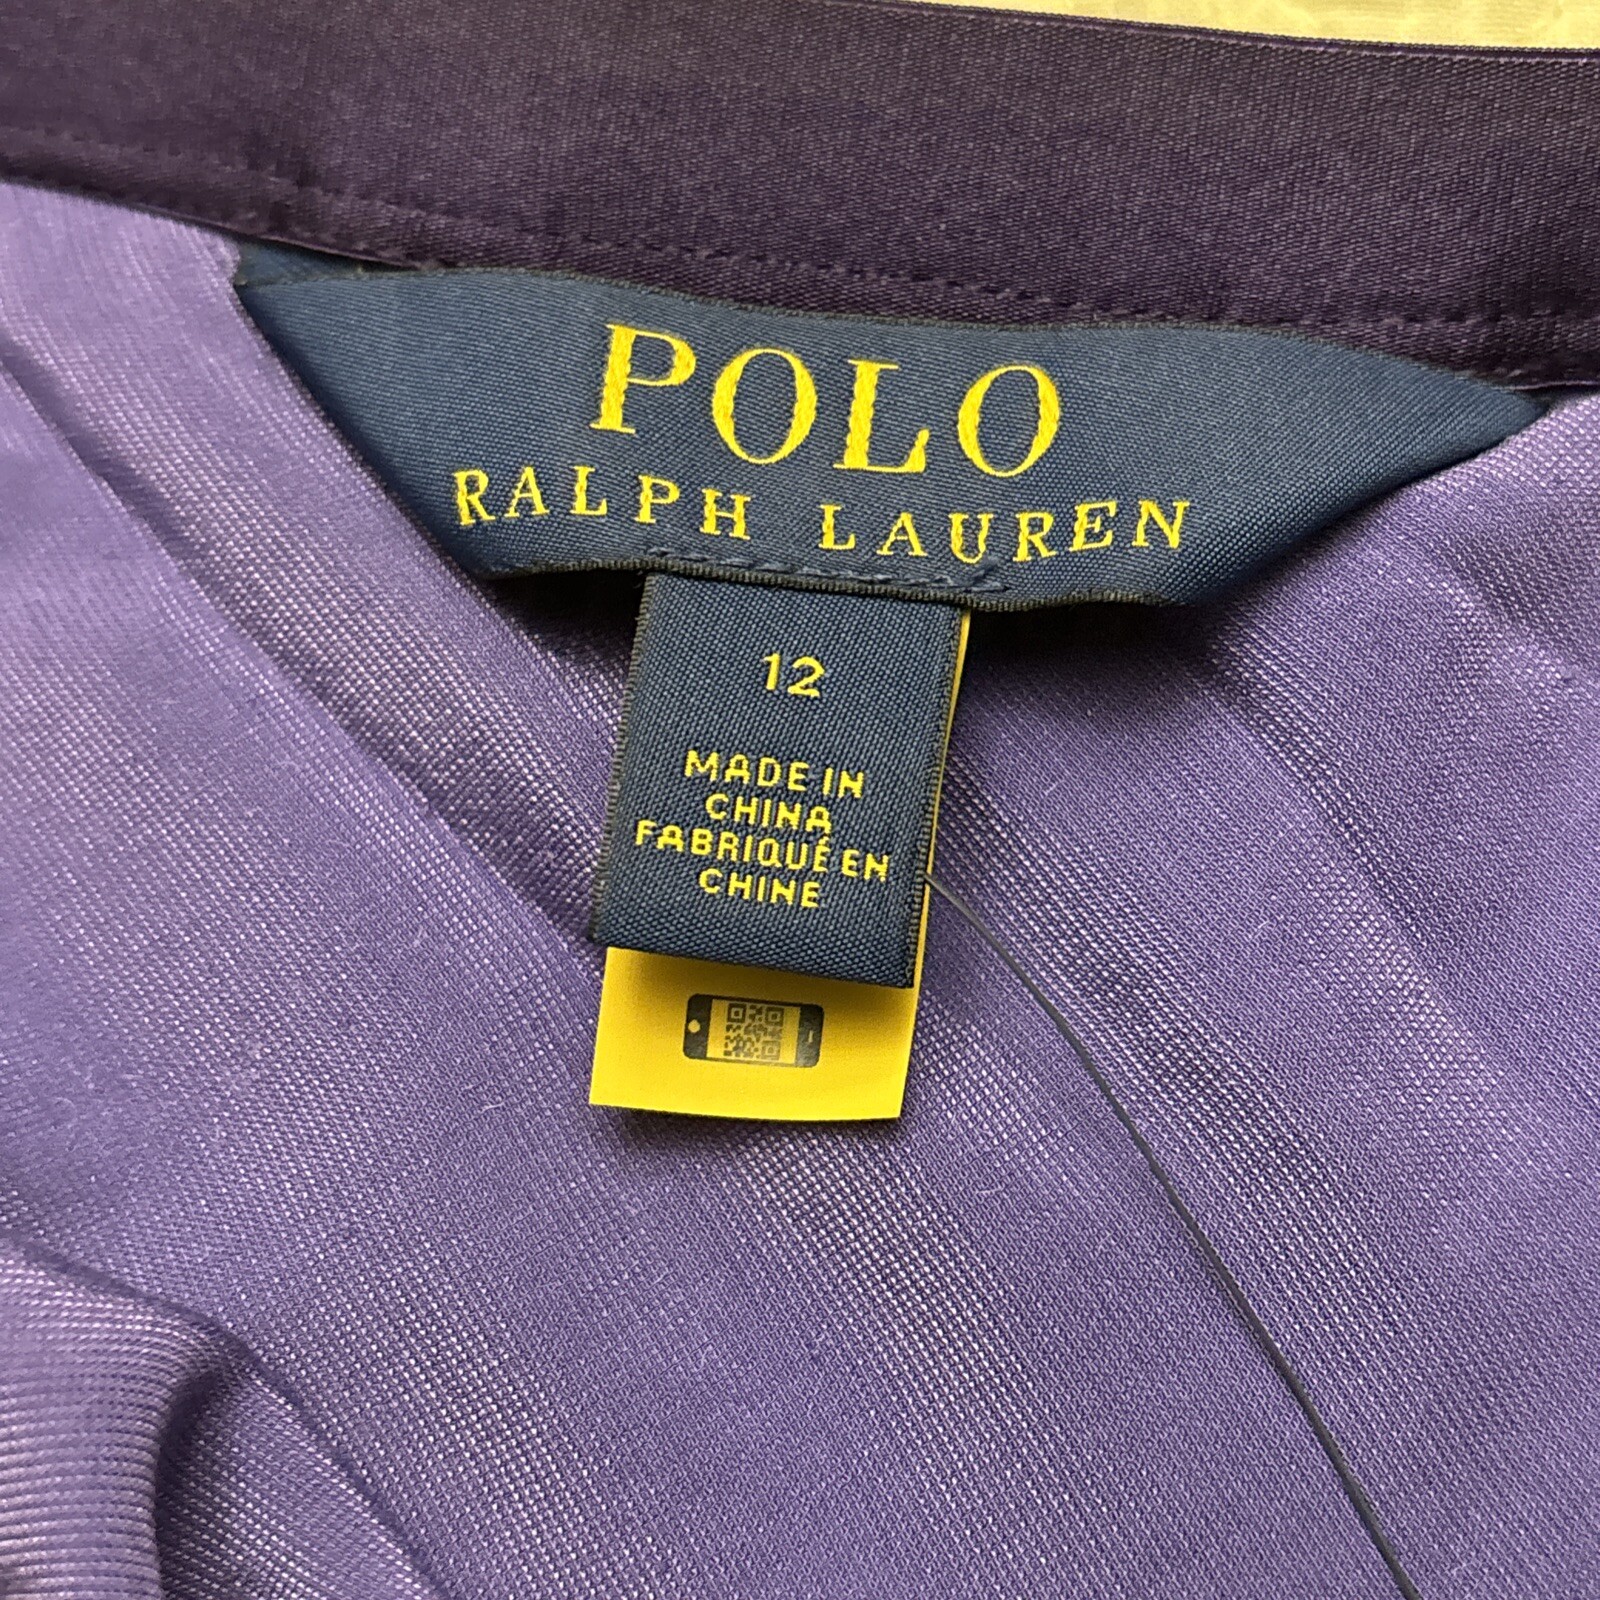 POLO
RALPH LAUREN
12
MADE IN
CHINA
FABRIQUÉ EN
CHINE